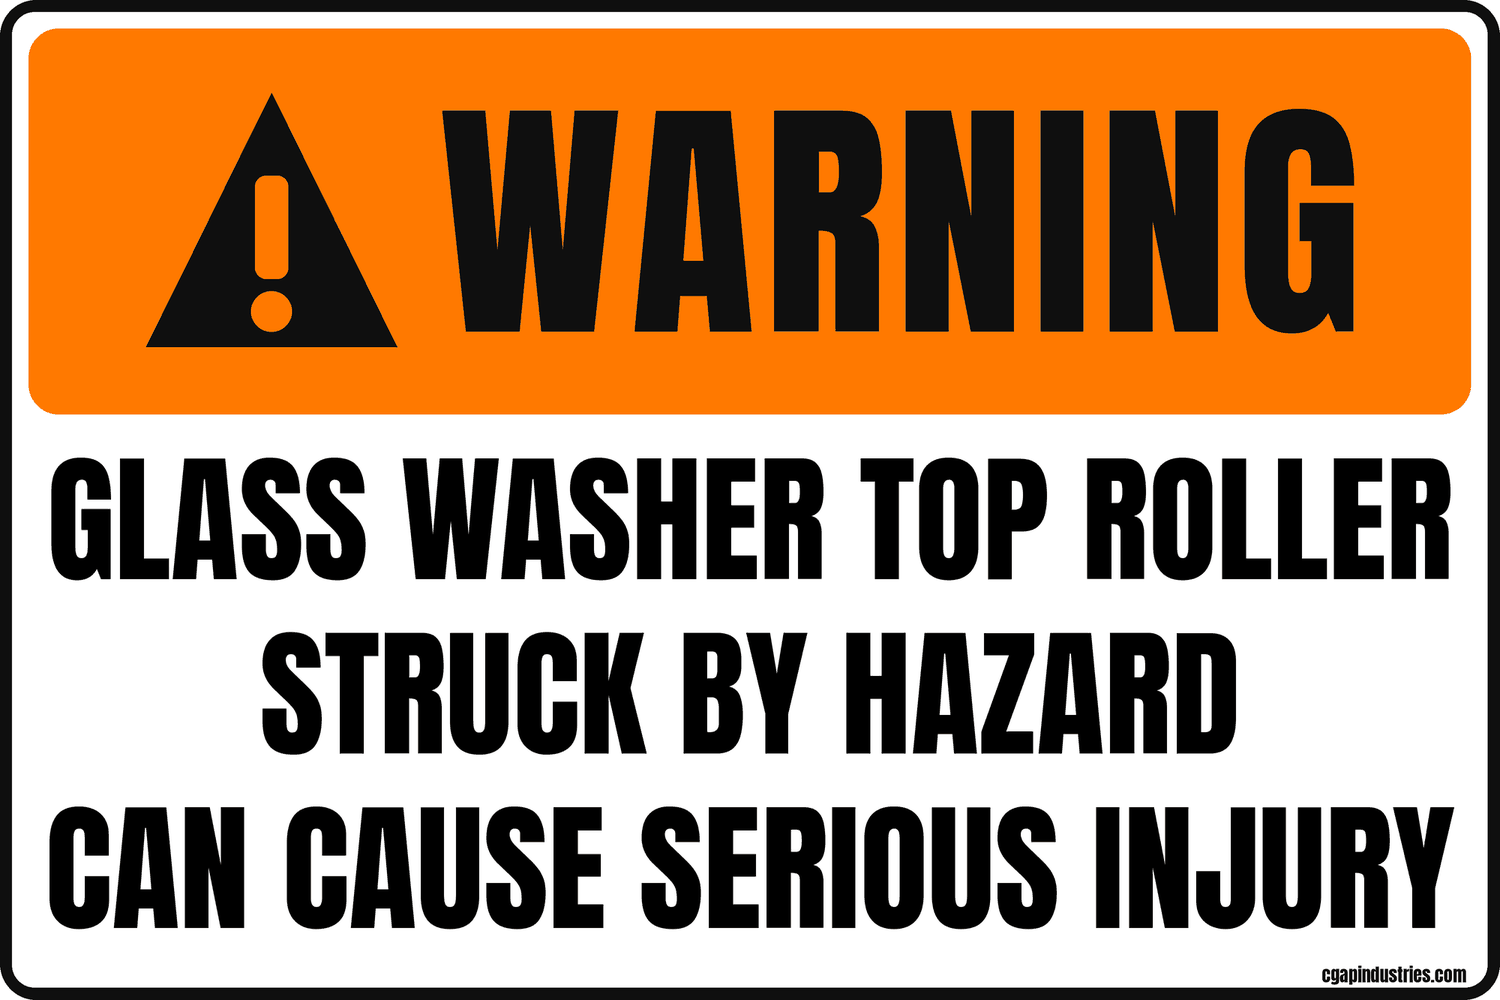 WARNING
GLASS WASHER TOP ROLLER
STRUCK BY HAZARD
CAN CAUSE SERIOUS INJURY
cgapindustries.com